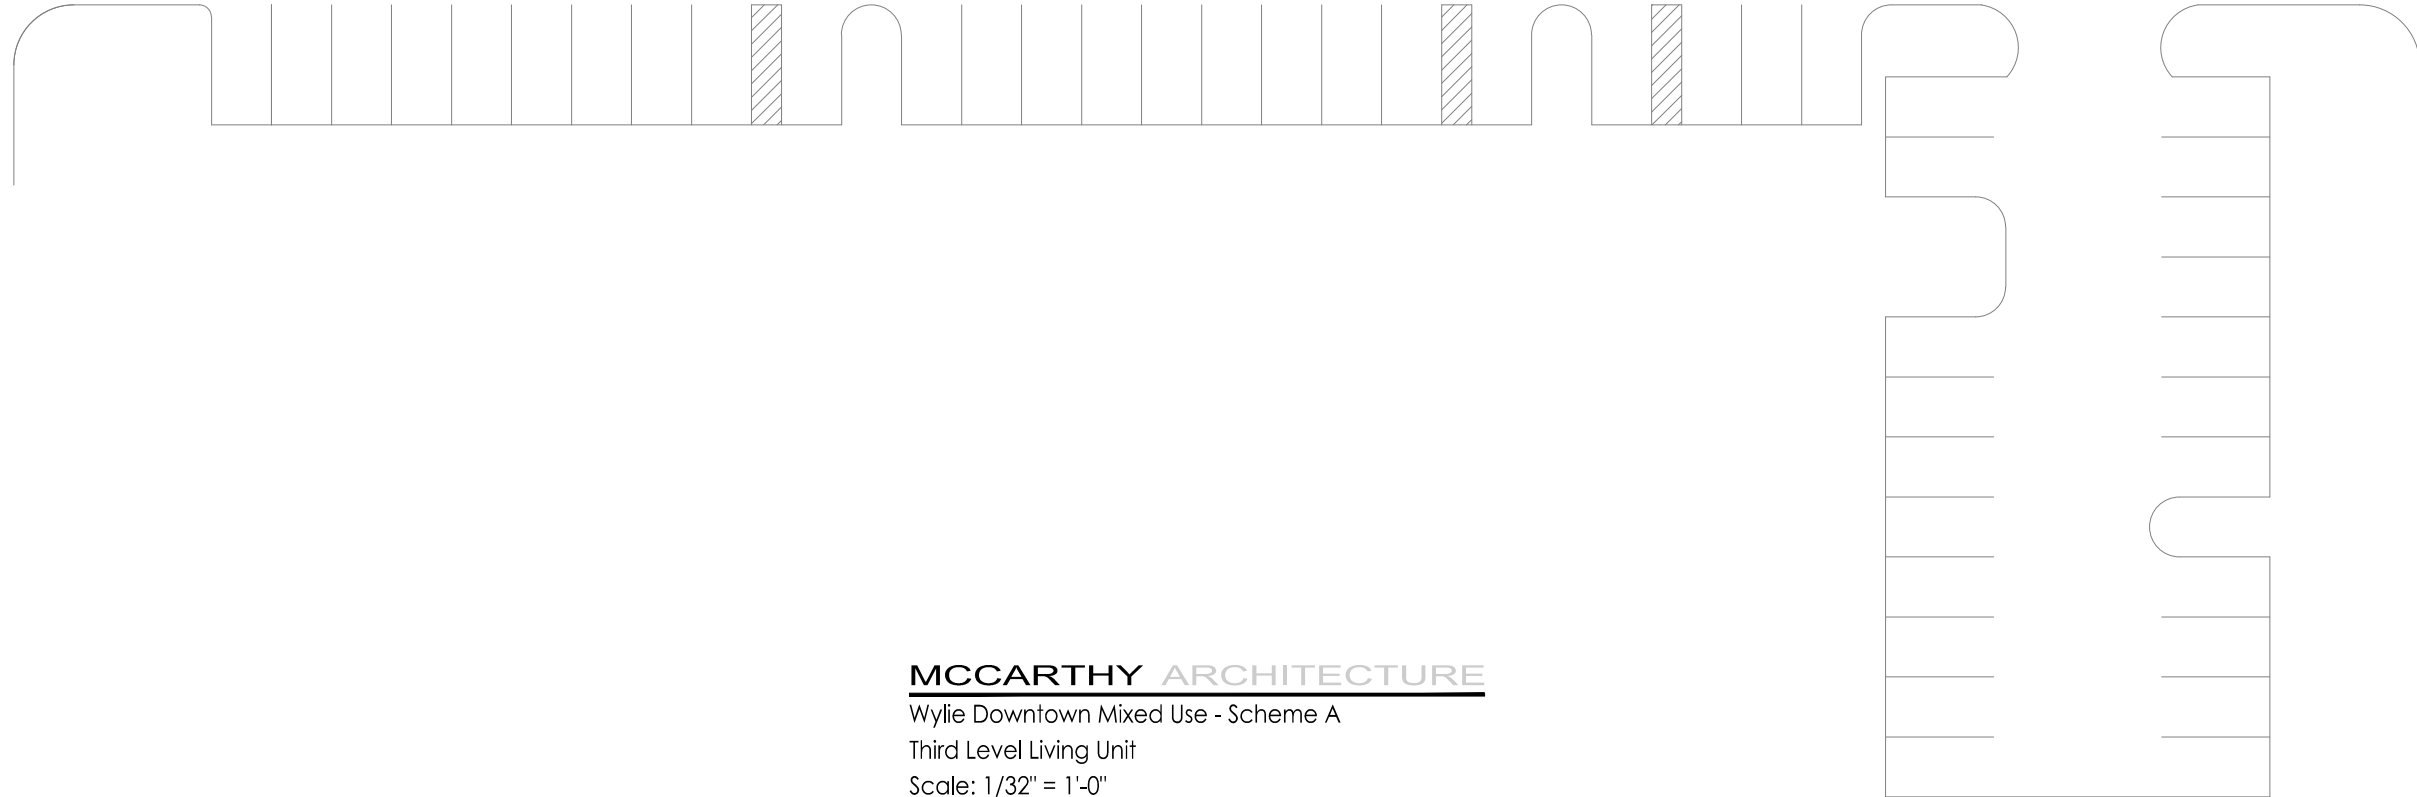 MCCARTHY ARCHITECTURE
Wylie Downtown Mixed Use - Scheme A
Third Level Living Unit
Scale: 1/32" = 1'-0"